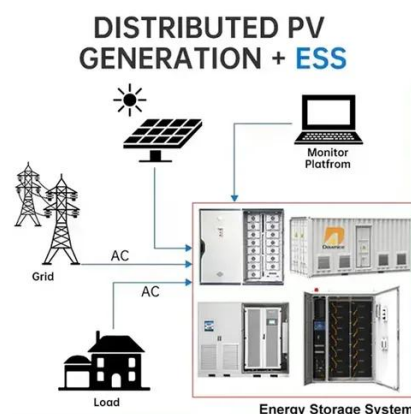 DISTRIBUTED PV
GENERATION + ESS
Monitor
Platfrom
Grid
AC
AC
Load
Energy Storage System